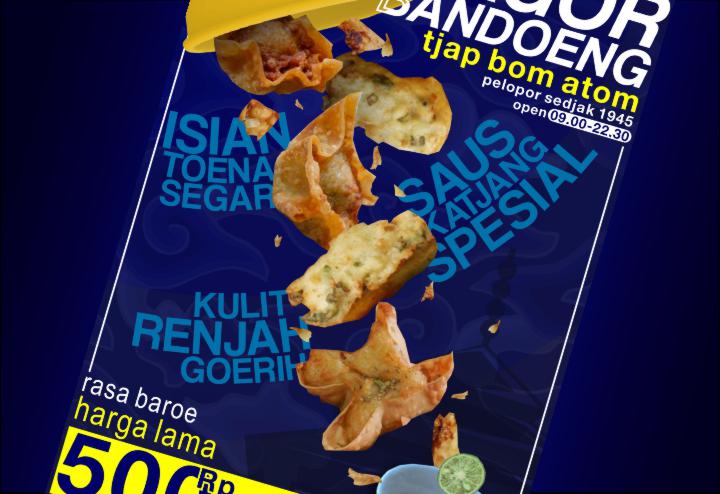 BANDOENG
tjap bom atom
pelopor sedjak 1945
open 09.00-22.30
ISIAN
TOENA
SEGAR
SAUS
KATJANG
SPESIAL
KULIT
RENJAH
GOERIH
rasa baroe
harga lama
500 Rp